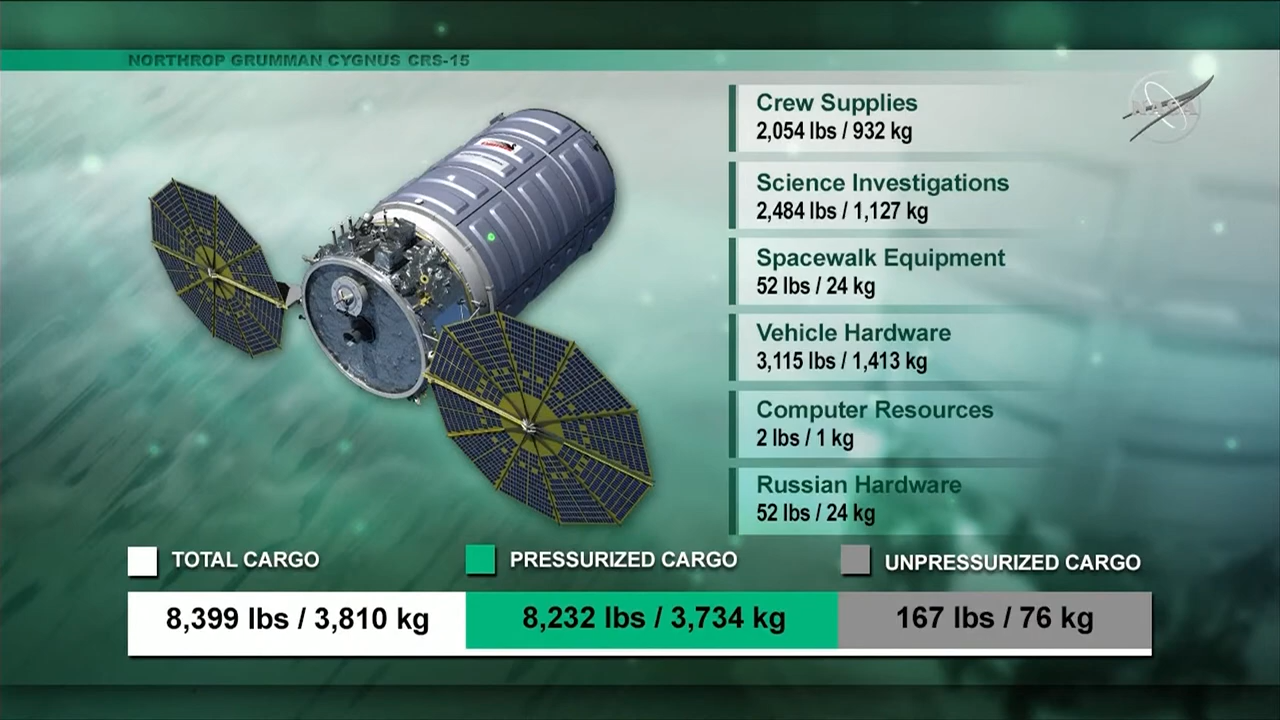 NORTHROP GRUMMAN CYGNUS CRS-15
NASA
Crew Supplies
2,054 lbs / 932 kg
Science Investigations
2,484 lbs / 1,127 kg
Spacewalk Equipment
52 lbs / 24 kg
Vehicle Hardware
3,115 lbs / 1,413 kg
Computer Resources
2 lbs / 1 kg
Russian Hardware
52 lbs / 24 kg
TOTAL CARGO
PRESSURIZED CARGO
UNPRESSURIZED CARGO
8,399 lbs / 3,810 kg
8,232 lbs / 3,734 kg
167 lbs / 76 kg